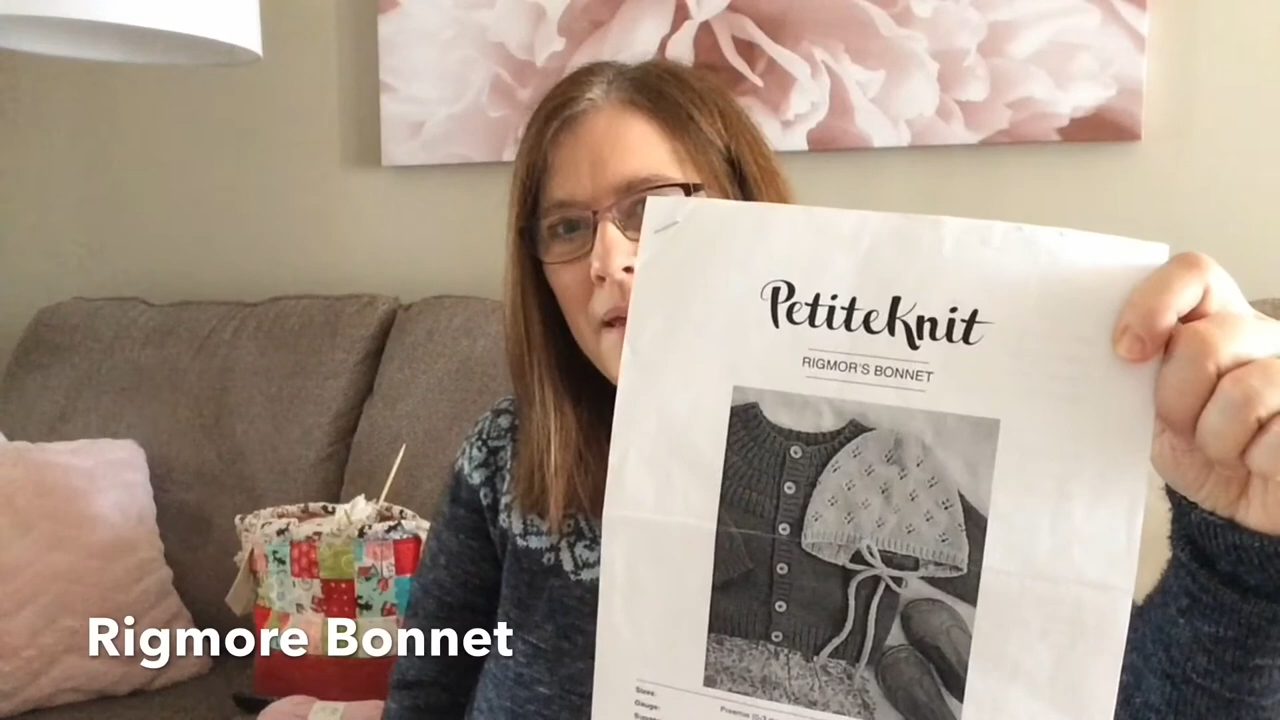 PetiteKnit
RIGMOR'S BONNET
Rigmore Bonnet
Sizes:
Gauge: